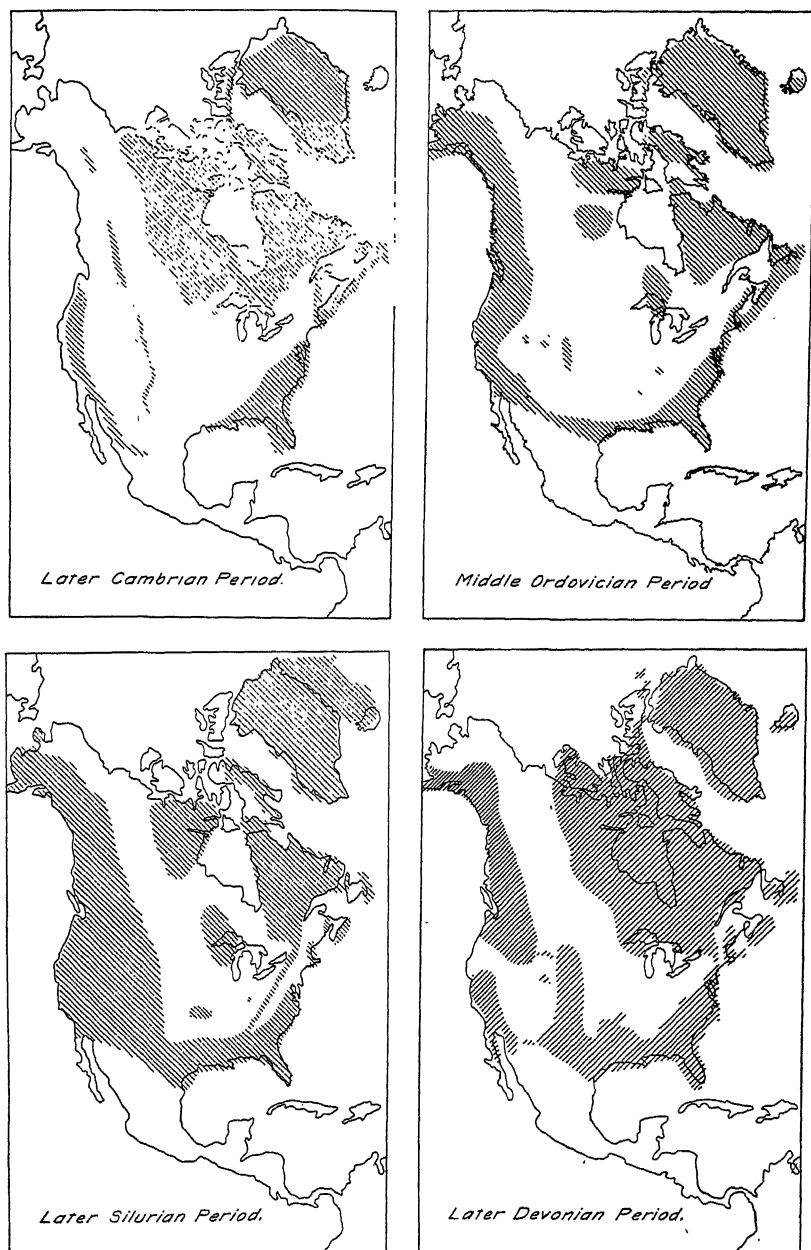 Later Cambrian Period.
Middle Ordovician Period
Later Silurian Period.
Later Devonian Period.